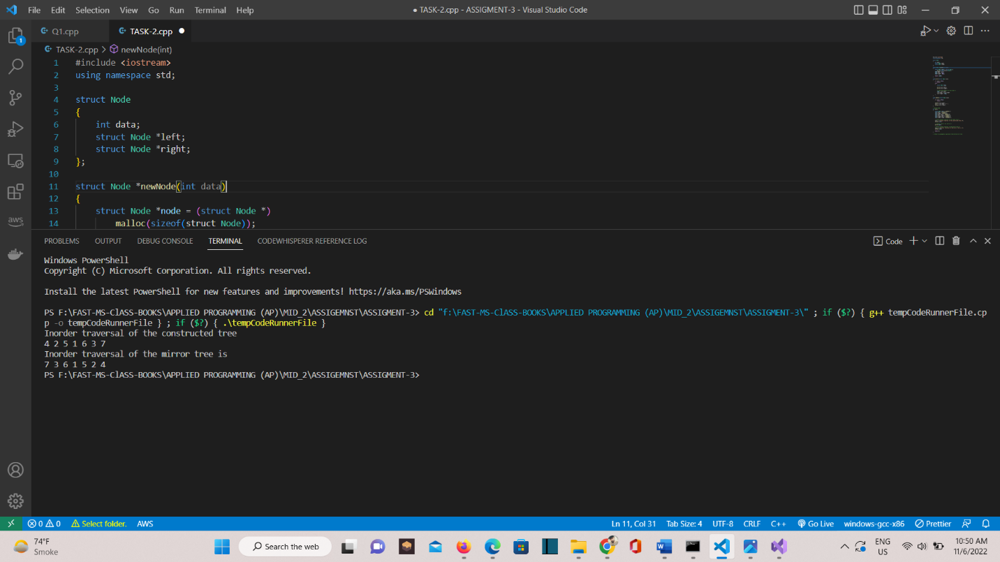 File Edit Selection View Go Run Terminal Help
● TASK-2.cpp - ASSIGMENT-3 - Visual Studio Code
Q1.cpp
TASK-2.cpp ●
1
TASK-2.cpp > newNode(int)
1 #include <iostream>
2 using namespace std;
3
4 struct Node
5 {
6 int data;
7 struct Node *left;
8 struct Node *right;
9 };
10
11 struct Node *newNode(int data)
12 {
13 struct Node *node = (struct Node *)
14 malloc(sizeof(struct Node));
aws
PROBLEMS OUTPUT DEBUG CONSOLE TERMINAL CODEWHISPERER REFERENCE LOG
Code
Windows PowerShell
Copyright (C) Microsoft Corporation. All rights reserved.
Install the latest PowerShell for new features and improvements! https://aka.ms/PSWindows
PS F:\FAST-MS-ClASS-BOOKS\APPLIED PROGRAMMING (AP)\MID_2\ASSIGEMNST\ASSIGMENT-3> cd "f:\FAST-MS-ClASS-BOOKS\APPLIED PROGRAMMING (AP)\MID_2\ASSIGEMNST\ASSIGMENT-3\" ; if ($?) { g++ tempCodeRunnerFile.cp
p -o tempCodeRunnerFile } ; if ($?) { .\tempCodeRunnerFile }
Inorder traversal of the constructed tree
4 2 5 1 6 3 7
Inorder traversal of the mirror tree is
7 3 6 1 5 2 4
PS F:\FAST-MS-ClASS-BOOKS\APPLIED PROGRAMMING (AP)\MID_2\ASSIGEMNST\ASSIGMENT-3>
0 0 Select folder. AWS
Ln 11, Col 31 Tab Size: 4 UTF-8 CRLF C++ Go Live windows-gcc-x86 Prettier
74°F
Smoke
Search the web
ENG
US
10:50 AM
11/6/2022